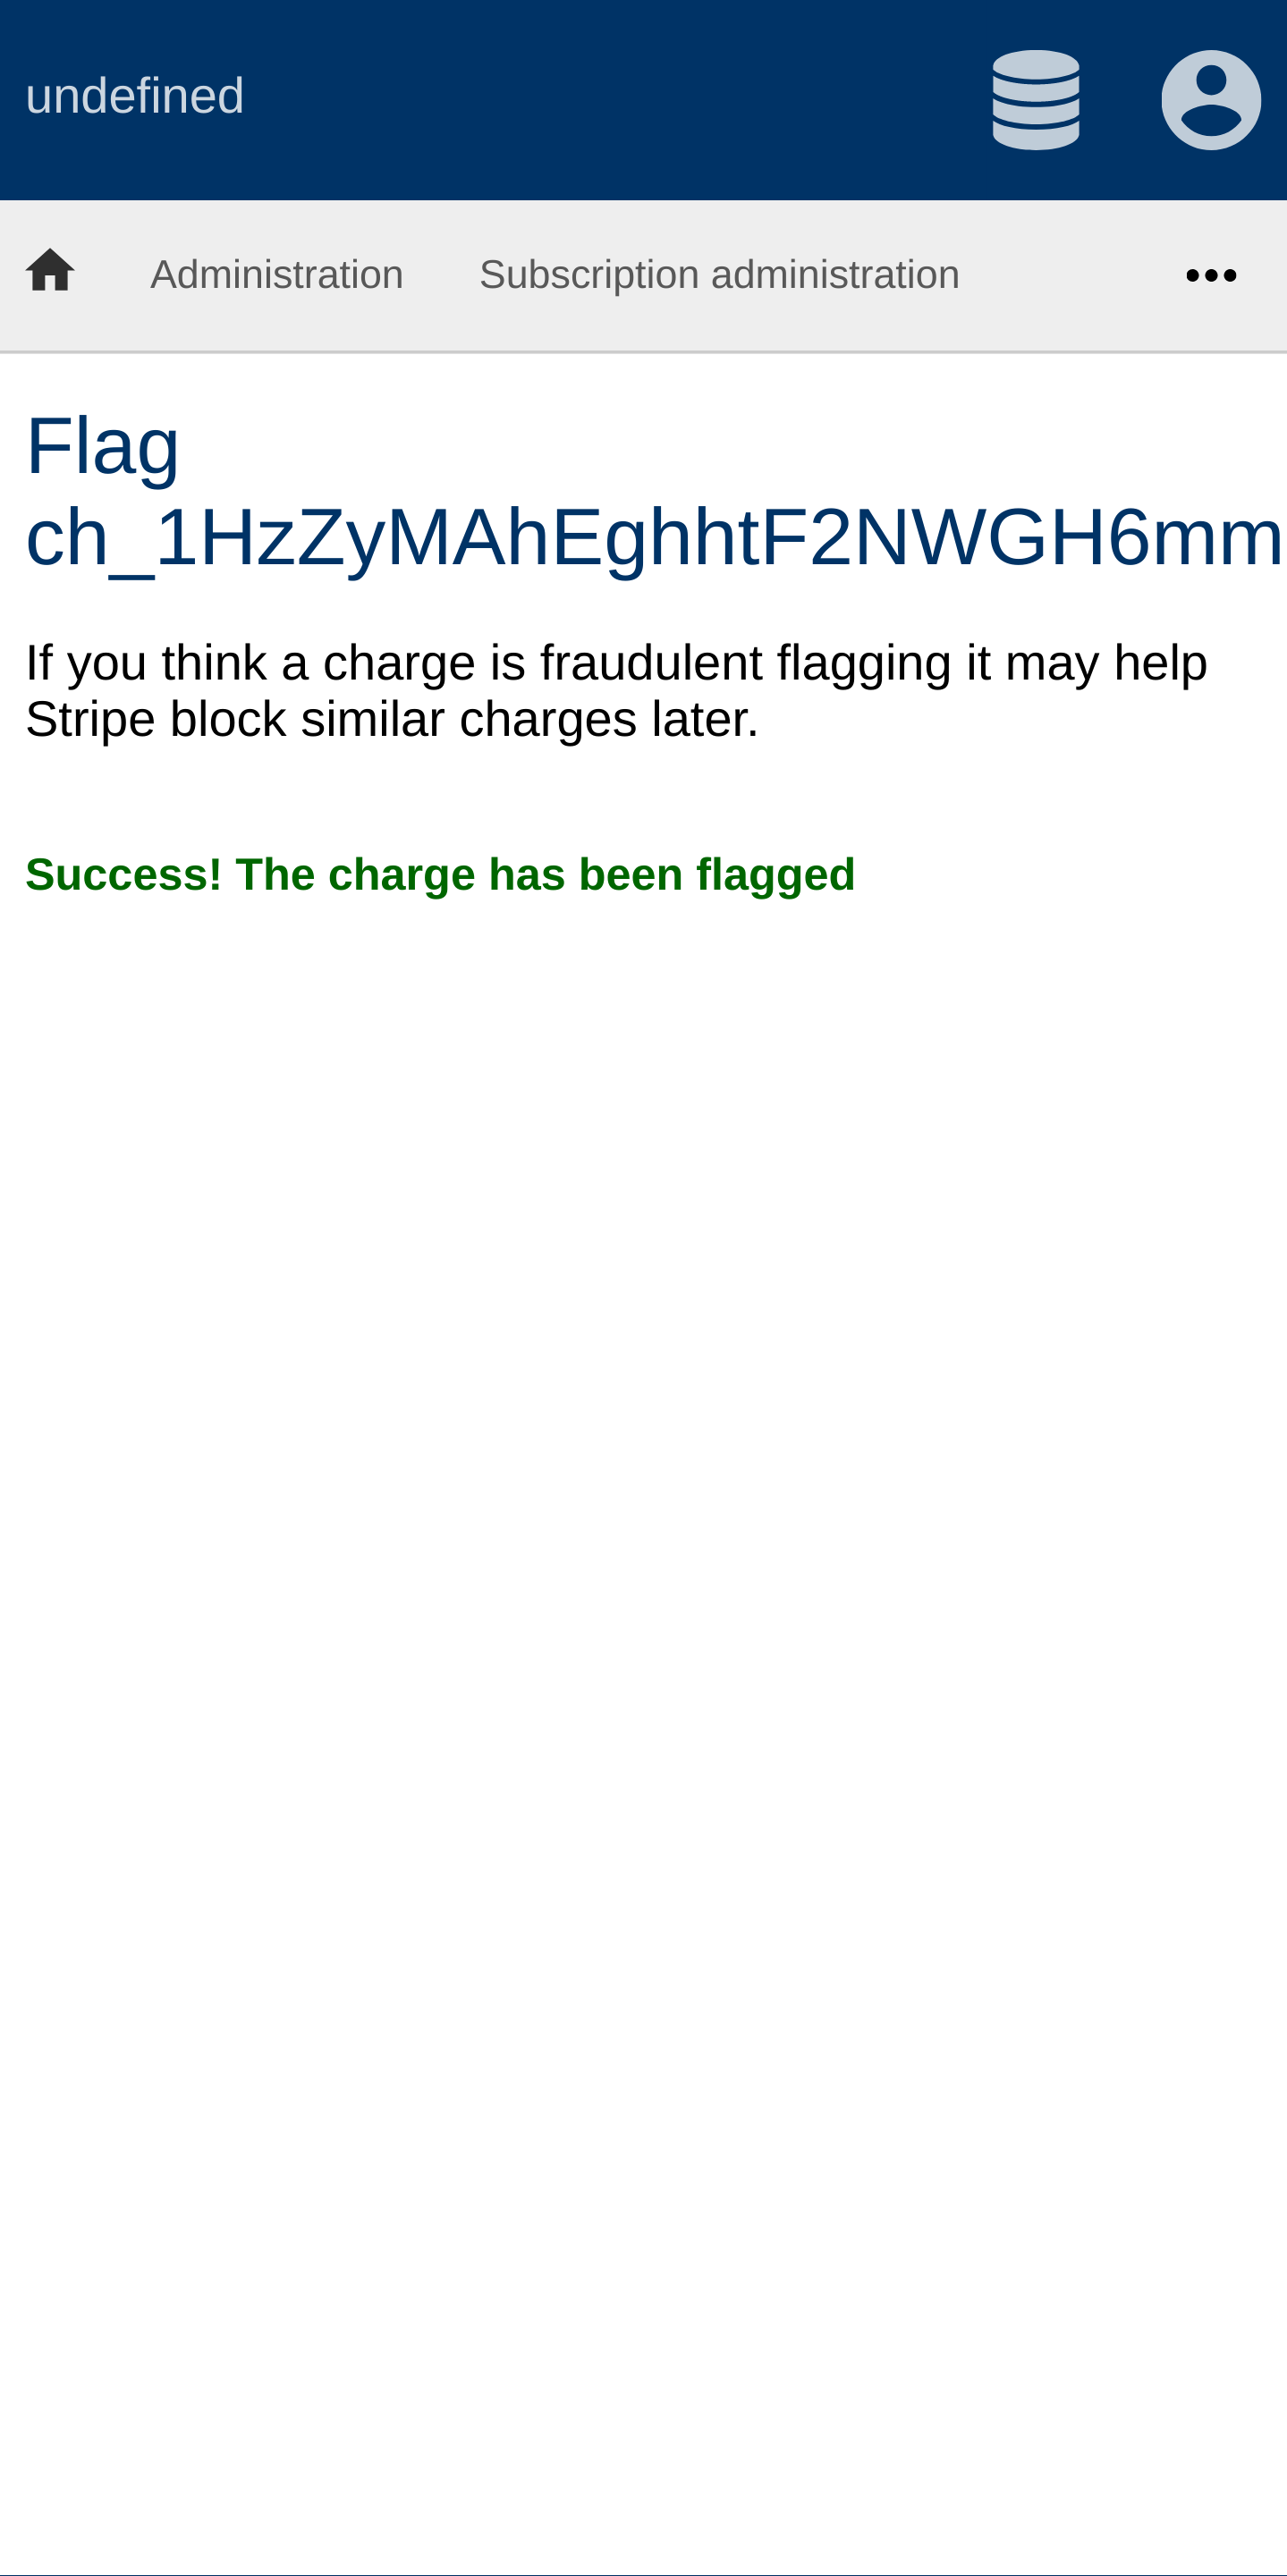 undefined
Administration Subscription administration
Flag
ch_1HzZyMAhEghhtF2NWGH6mm
If you think a charge is fraudulent flagging it may help
Stripe block similar charges later.
Success! The charge has been flagged